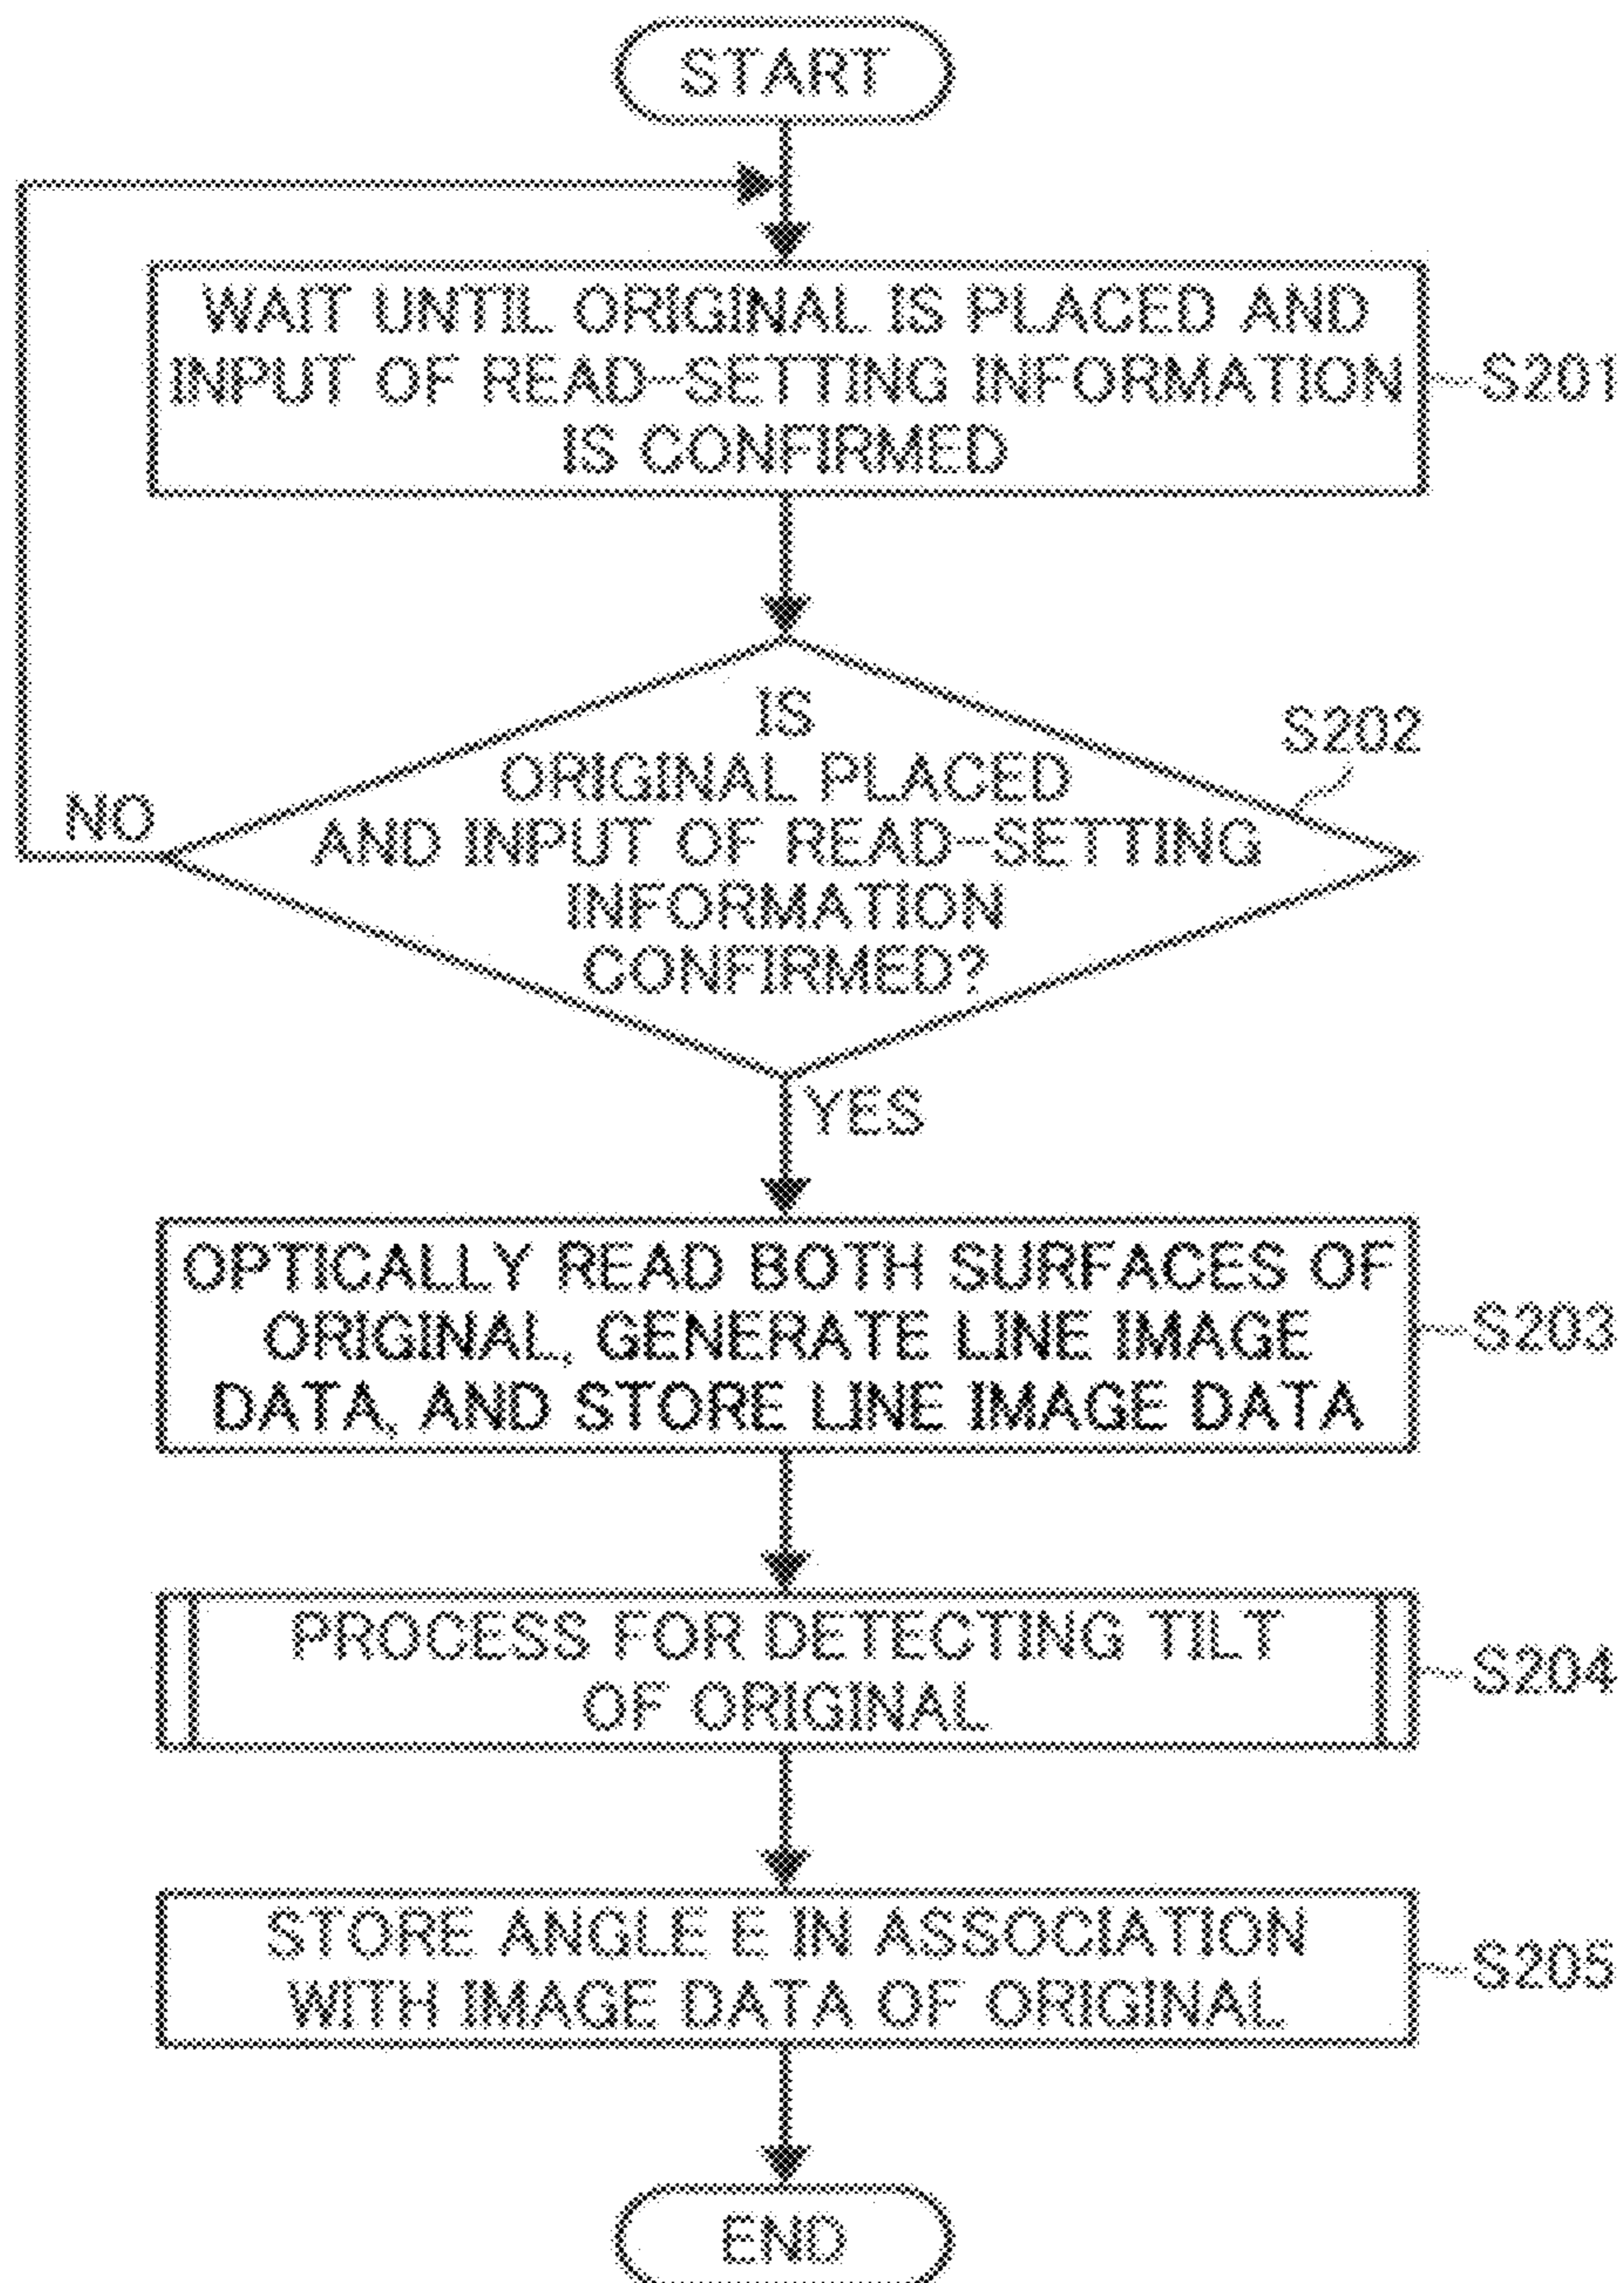 START
WAIT UNTIL ORIGINAL IS PLACED AND
INPUT OF READ-SETTING INFORMATION
IS CONFIRMED
S201
IS
ORIGINAL PLACED
AND INPUT OF READ-SETTING
INFORMATION
CONFIRMED?
S202
NO
YES
OPTICALLY READ BOTH SURFACES OF
ORIGINAL, GENERATE LINE IMAGE
DATA, AND STORE LINE IMAGE DATA
S203
PROCESS FOR DETECTING TILT
OF ORIGINAL
S204
STORE ANGLE E IN ASSOCIATION
WITH IMAGE DATA OF ORIGINAL
S205
END